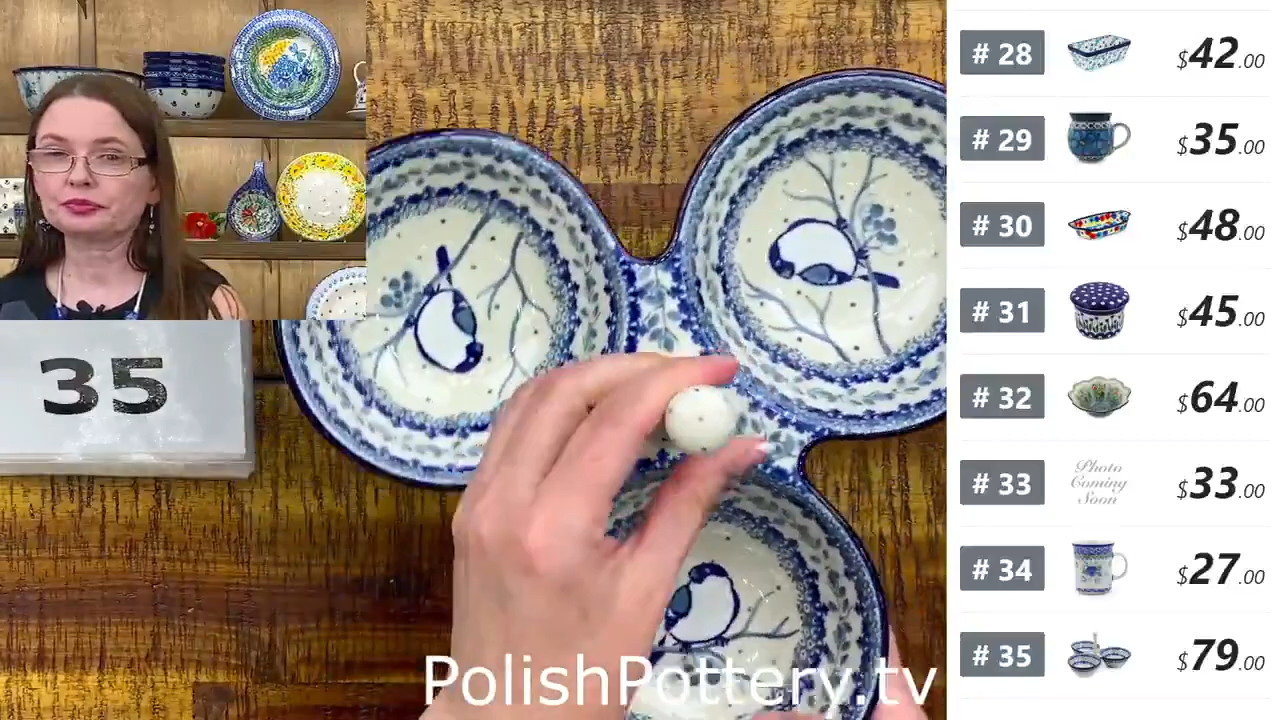 35
PolishPottery.tv
# 28 $42.00
# 29 $35.00
# 30 $48.00
# 31 $45.00
# 32 $64.00
# 33 Photo
Coming
Soon $33.00
# 34 $27.00
# 35 $79.00